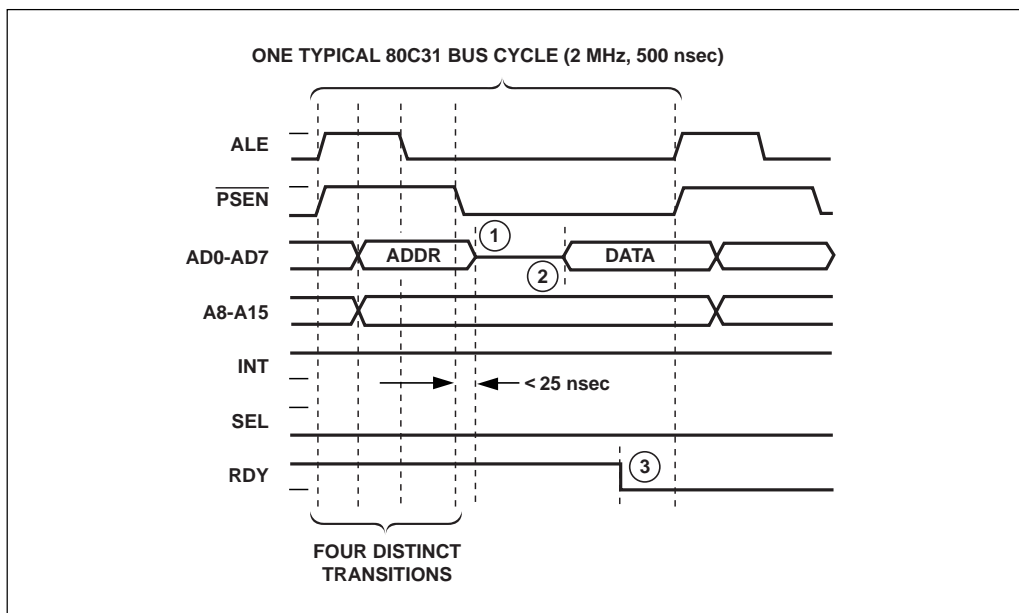 ONE TYPICAL 80C31 BUS CYCLE (2 MHz, 500 nsec)
ALE
PSEN
AD0-AD7
ADDR
1
2
DATA
A8-A15
INT
< 25 nsec
SEL
RDY
3
FOUR DISTINCT
TRANSITIONS